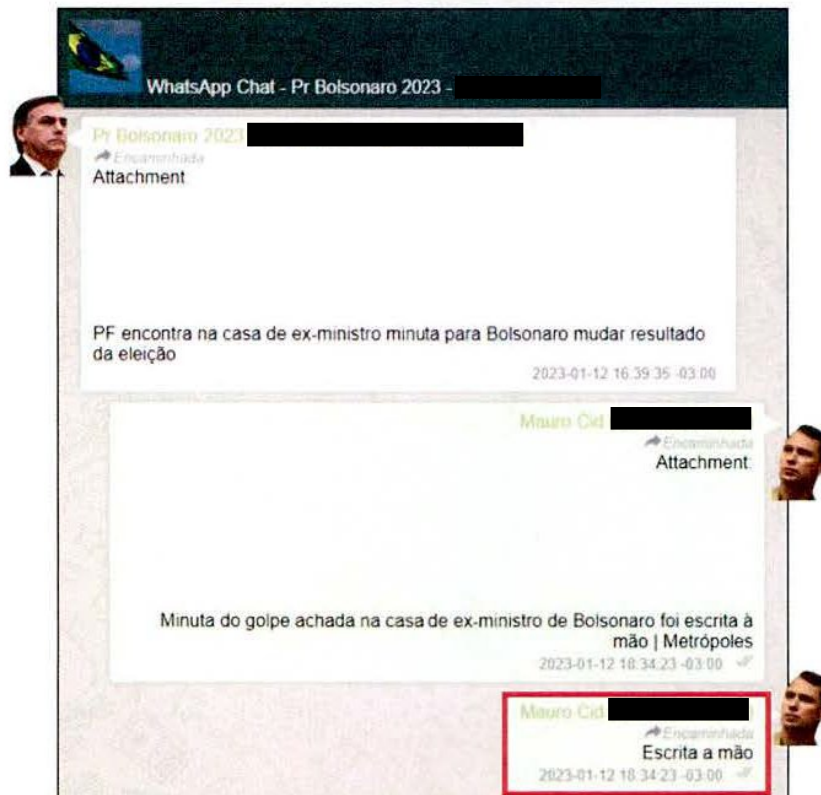 WhatsApp Chat - Pr Bolsonaro 2023 -
Pr Bolsonaro 2023
Encaminhada
Attachment
PF encontra na casa de ex-ministro minuta para Bolsonaro mudar resultado
da eleição
2023-01-12 16:39:35 -03:00
Mauro Cid
Encaminhada
Attachment:
Minuta do golpe achada na casa de ex-ministro de Bolsonaro foi escrita à
mão | Metrópoles
2023-01-12 18:34:23 -03:00
Mauro Cid
Encaminhada
Escrita a mão
2023-01-12 18:34:23 -03:00